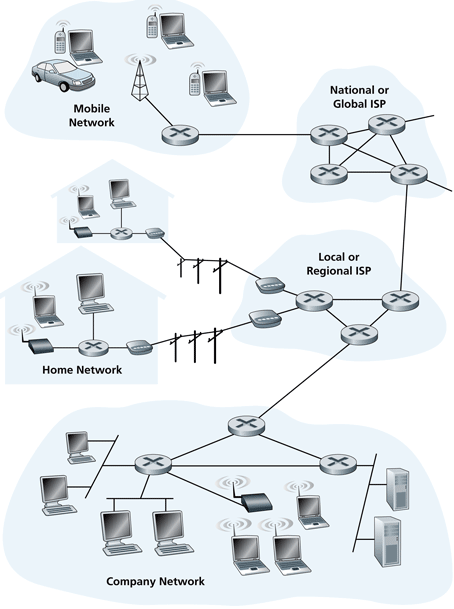 Mobile
Network
National or
Global ISP
Local or
Regional ISP
Home Network
Company Network